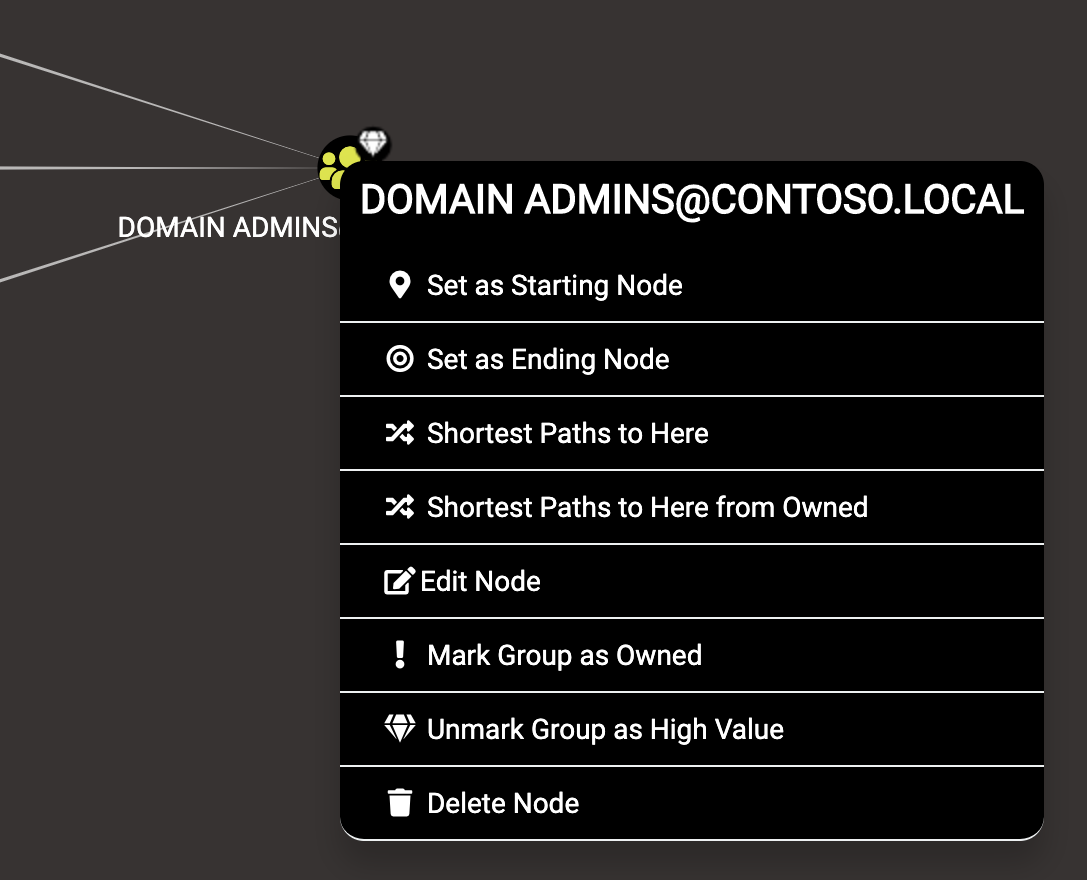 DOMAIN ADMINS@CONTOSO.LOCAL
DOMAIN ADMINS
Set as Starting Node
Set as Ending Node
Shortest Paths to Here
Shortest Paths to Here from Owned
Edit Node
Mark Group as Owned
Unmark Group as High Value
Delete Node